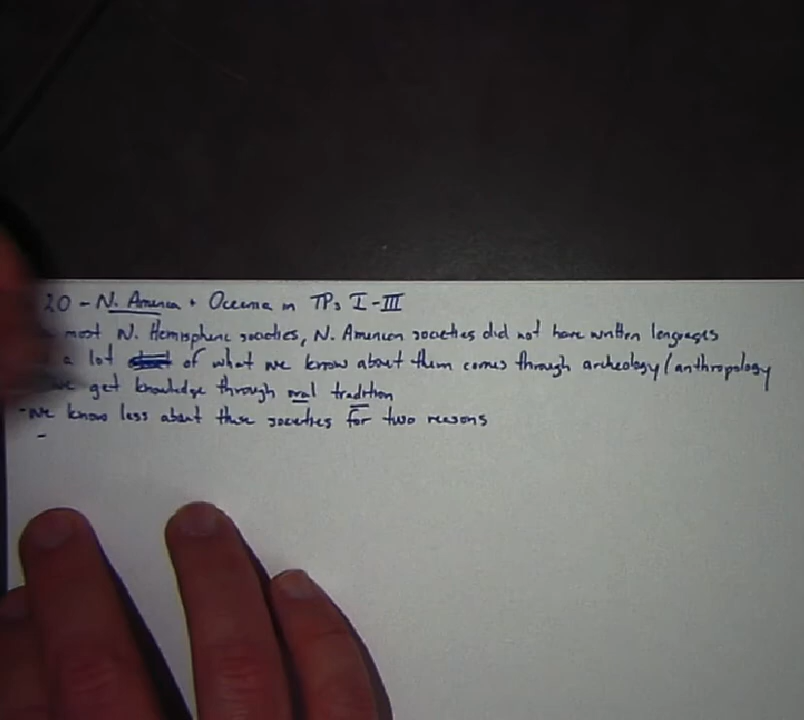 20 - N. America + Oceania in TPs I-III
most N. Hemisphere societies, N. American societies did not have written languages
a lot of what we know about them comes through archeology/anthropology
we get knowledge through oral tradition
-we know less about these societies for two reasons
-